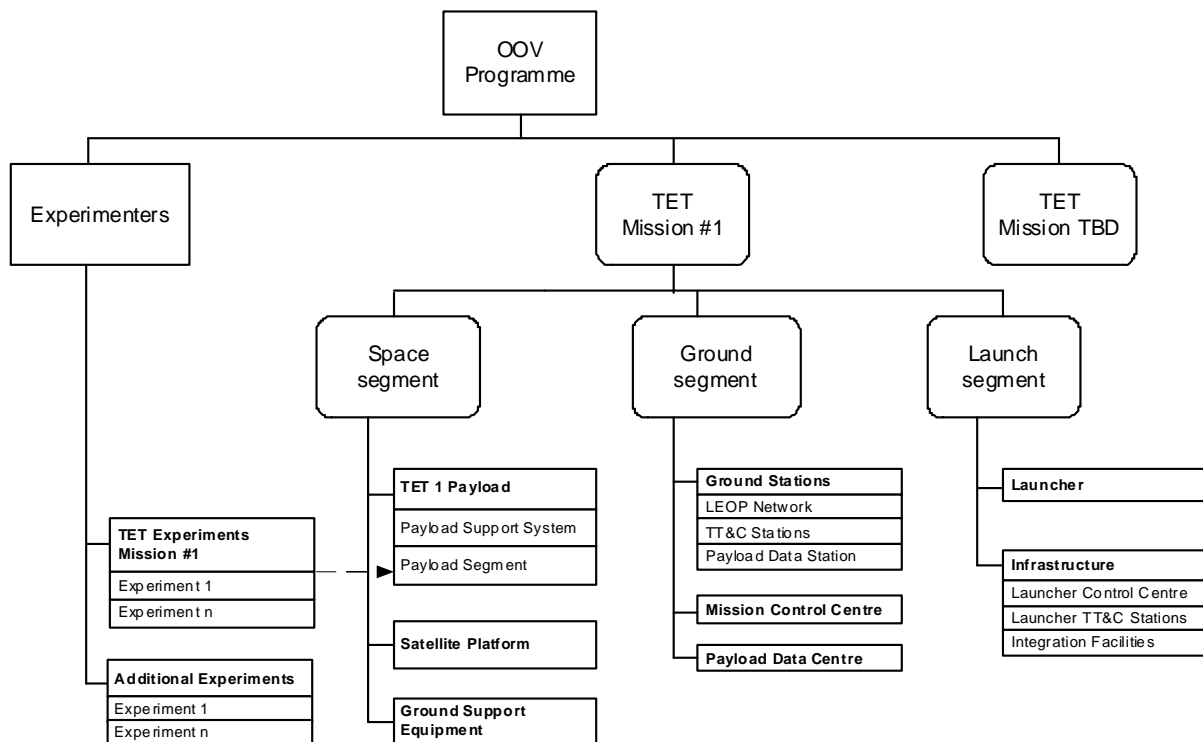 OOV
Programme
Experimenters
TET
Mission #1
TET
Mission TBD
Space
segment
Ground
segment
Launch
segment
TET Experiments
Mission #1
Experiment 1
Experiment n
Additional Experiments
Experiment 1
Experiment n
TET 1 Payload
Payload Support System
Payload Segment
Satellite Platform
Ground Support
Equipment
Ground Stations
LEOP Network
TT&C Stations
Payload Data Station
Mission Control Centre
Payload Data Centre
Launcher
Infrastructure
Launcher Control Centre
Launcher TT&C Stations
Integration Facilities